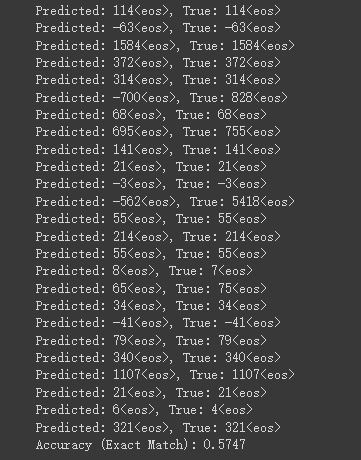 Predicted: 114<eos>, True: 114<eos>
Predicted: -63<eos>, True: -63<eos>
Predicted: 1584<eos>, True: 1584<eos>
Predicted: 372<eos>, True: 372<eos>
Predicted: 314<eos>, True: 314<eos>
Predicted: -700<eos>, True: 828<eos>
Predicted: 68<eos>, True: 68<eos>
Predicted: 695<eos>, True: 755<eos>
Predicted: 141<eos>, True: 141<eos>
Predicted: 21<eos>, True: 21<eos>
Predicted: -3<eos>, True: -3<eos>
Predicted: -562<eos>, True: 5418<eos>
Predicted: 55<eos>, True: 55<eos>
Predicted: 214<eos>, True: 214<eos>
Predicted: 55<eos>, True: 55<eos>
Predicted: 8<eos>, True: 7<eos>
Predicted: 65<eos>, True: 75<eos>
Predicted: 34<eos>, True: 34<eos>
Predicted: -41<eos>, True: -41<eos>
Predicted: 79<eos>, True: 79<eos>
Predicted: 340<eos>, True: 340<eos>
Predicted: 1107<eos>, True: 1107<eos>
Predicted: 21<eos>, True: 21<eos>
Predicted: 6<eos>, True: 4<eos>
Predicted: 321<eos>, True: 321<eos>
Accuracy (Exact Match): 0.5747